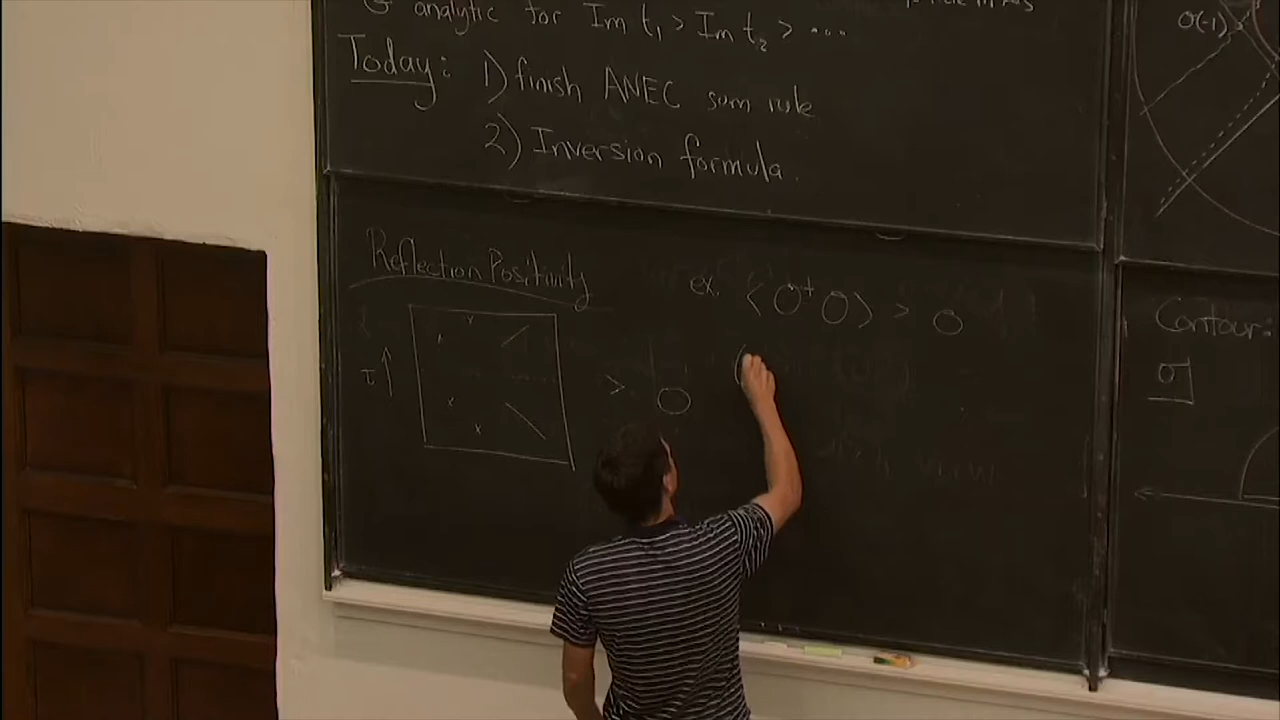 G analytic for Im t₁ > Im t₂ > ...
Today: 1) finish ANEC sum rule
2) Inversion formula.
Reflection Positivity
τ ↑
> 0
ex. ⟨O† O⟩ > 0
(
O(-1)
Contour:
σ